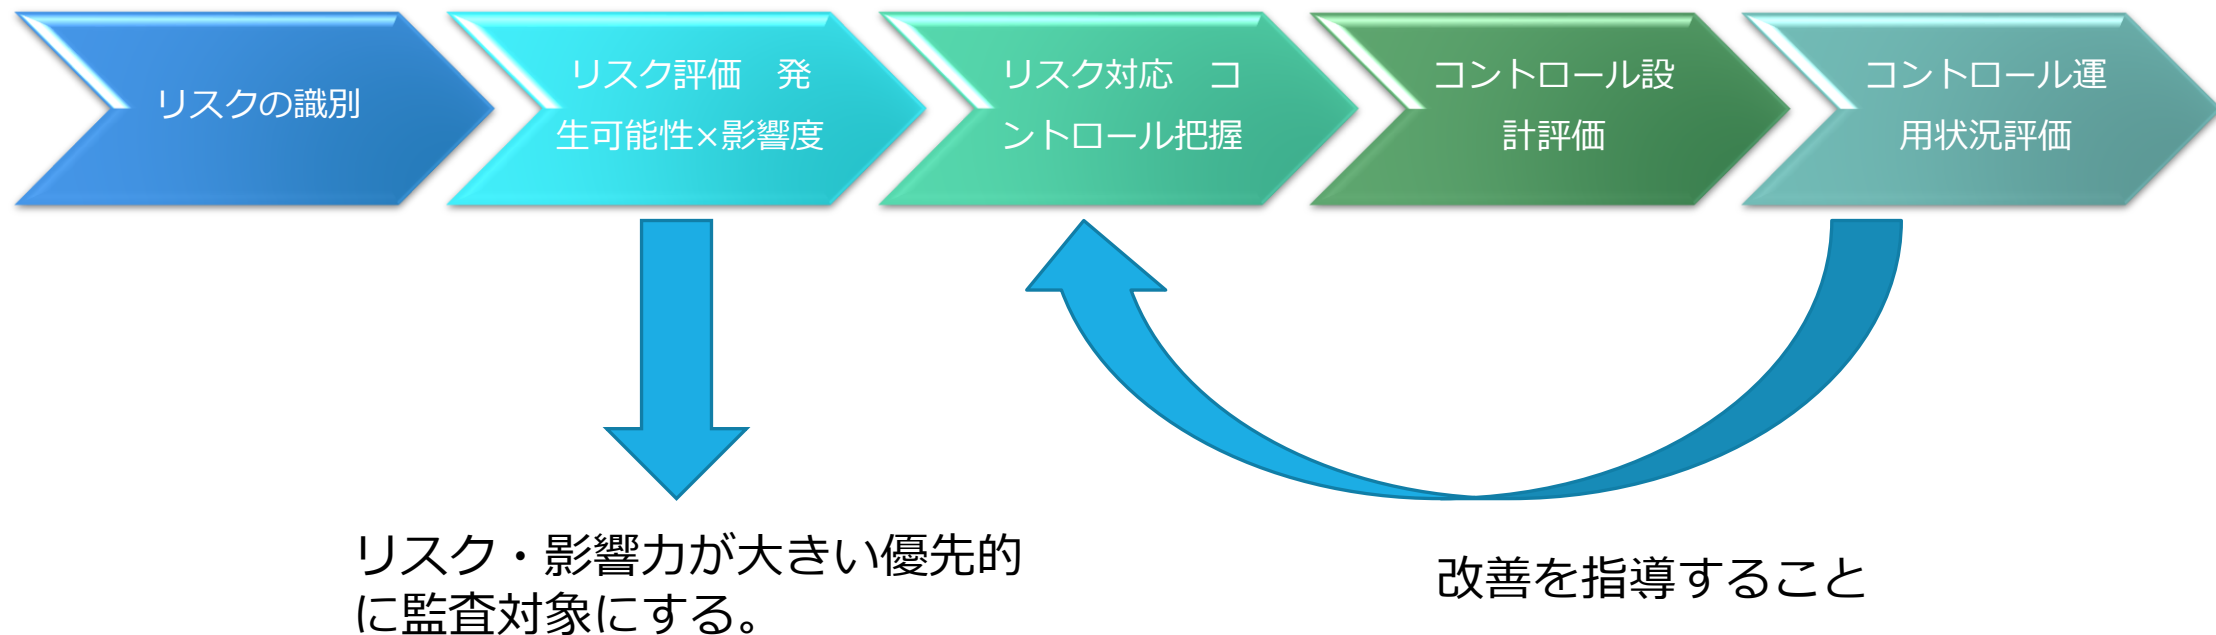 リスクの識別
リスク評価　発
生可能性×影響度
リスク対応　コ
ントロール把握
コントロール設
計評価
コントロール運
用状況評価
リスク・影響力が大きい優先的
に監査対象にする。
改善を指導すること